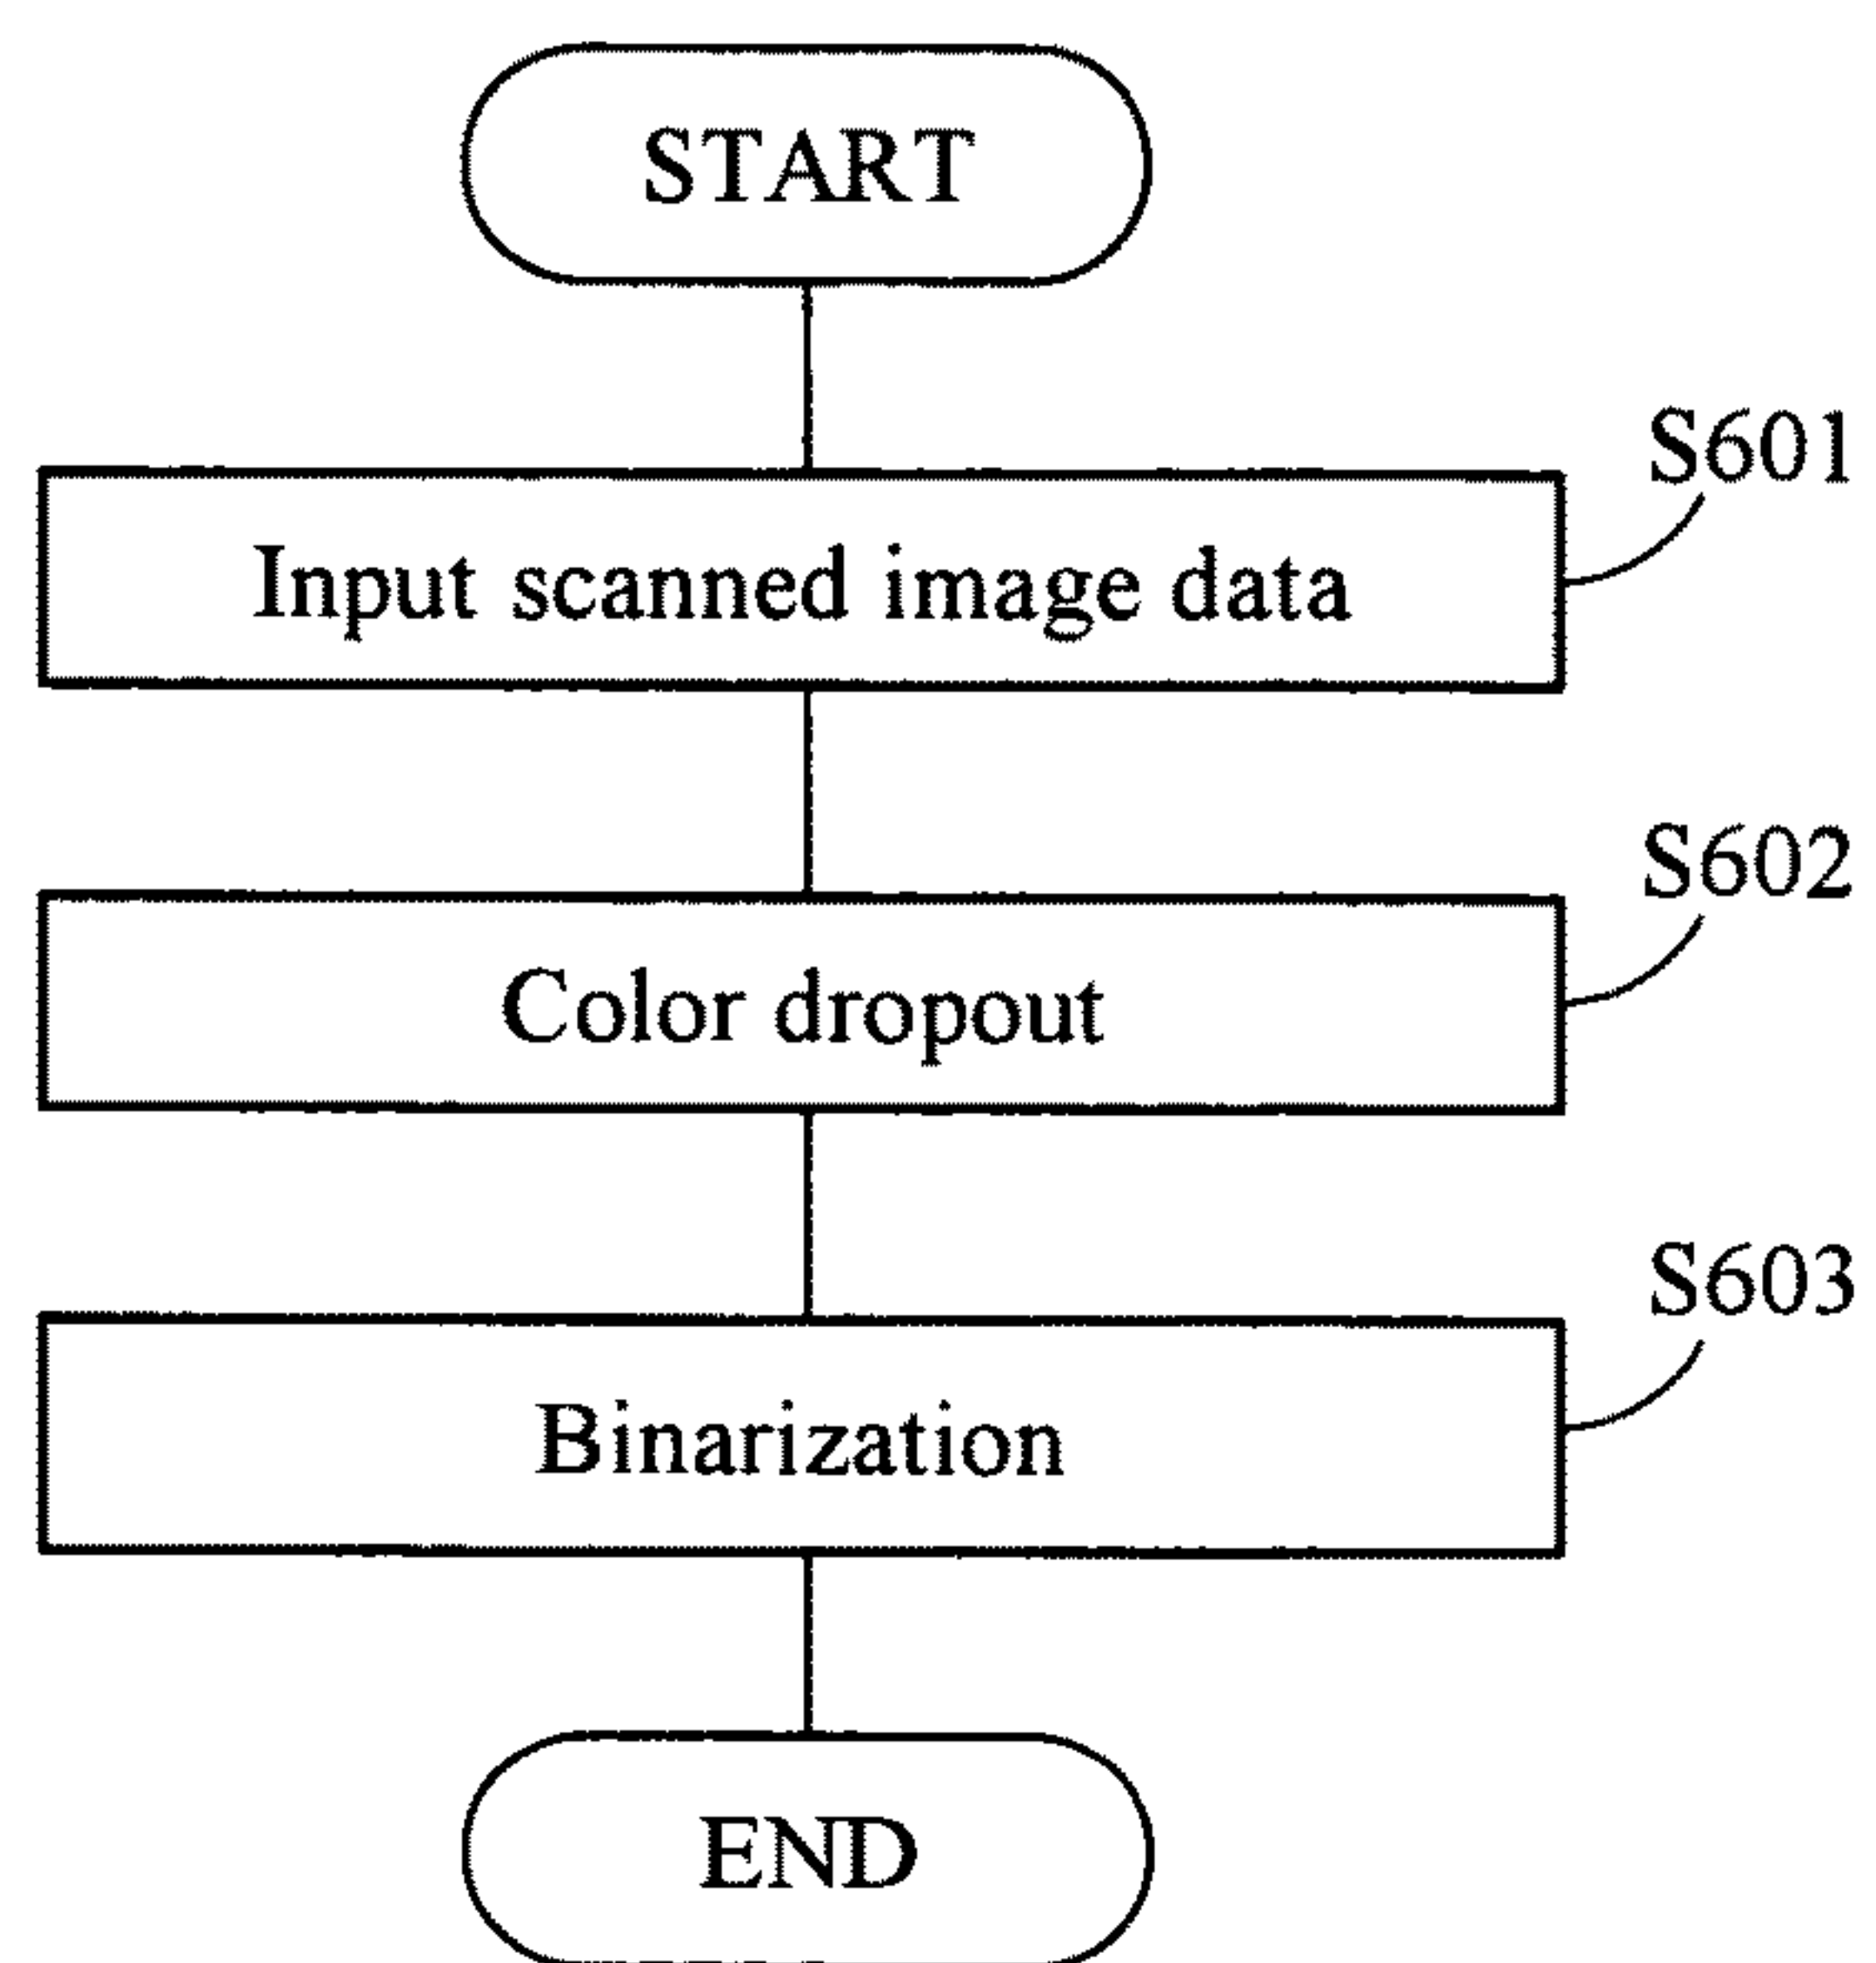 START
S601
Input scanned image data
S602
Color dropout
S603
Binarization
END